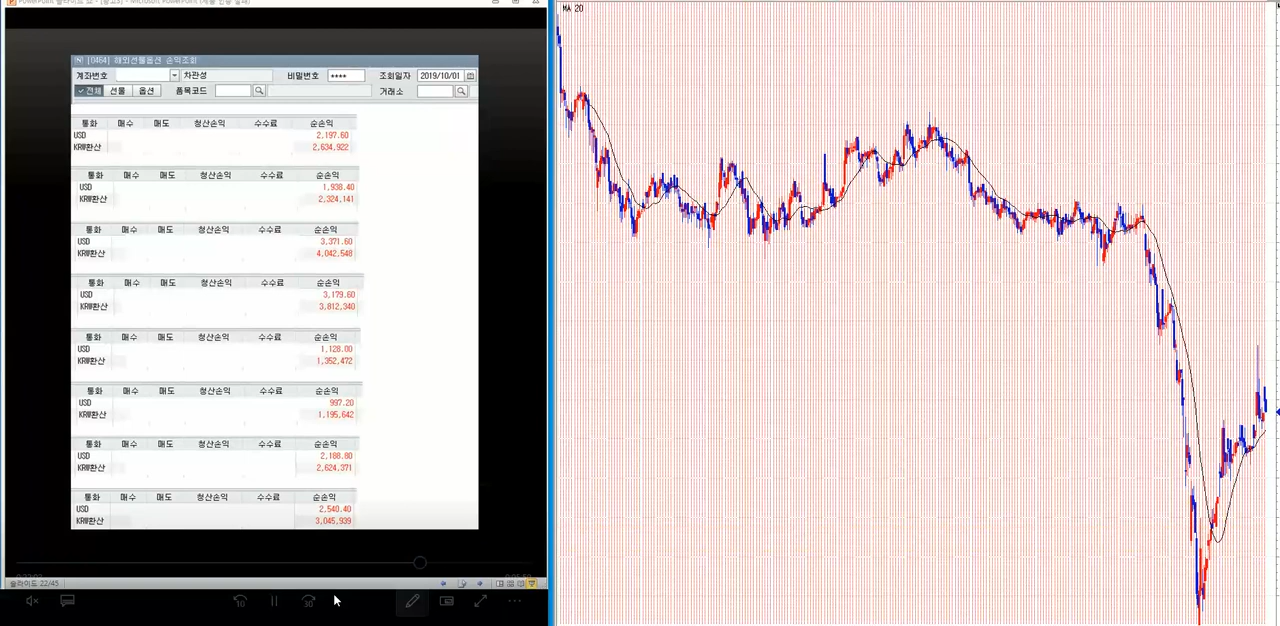 [0464] 해외선물옵션 손익조회
계좌번호 차관성 비밀번호 **** 조회일자 2019/10/01
전체 선물 옵션 품목코드 거래소
통화 매수 매도 청산손익 수수료 순손익
USD 2,197.60
KRW환산 2,634,922
통화 매수 매도 청산손익 수수료 순손익
USD 1,938.40
KRW환산 2,324,141
통화 매수 매도 청산손익 수수료 순손익
USD 3,371.60
KRW환산 4,042,548
통화 매수 매도 청산손익 수수료 순손익
USD 3,179.60
KRW환산 3,812,340
통화 매수 매도 청산손익 수수료 순손익
USD 1,128.00
KRW환산 1,352,472
통화 매수 매도 청산손익 수수료 순손익
USD 997.20
KRW환산 1,195,642
통화 매수 매도 청산손익 수수료 순손익
USD 2,188.80
KRW환산 2,624,371
통화 매수 매도 청산손익 수수료 순손익
USD 2,540.40
KRW환산 3,045,939
슬라이드 22/45
10 30
MA 20